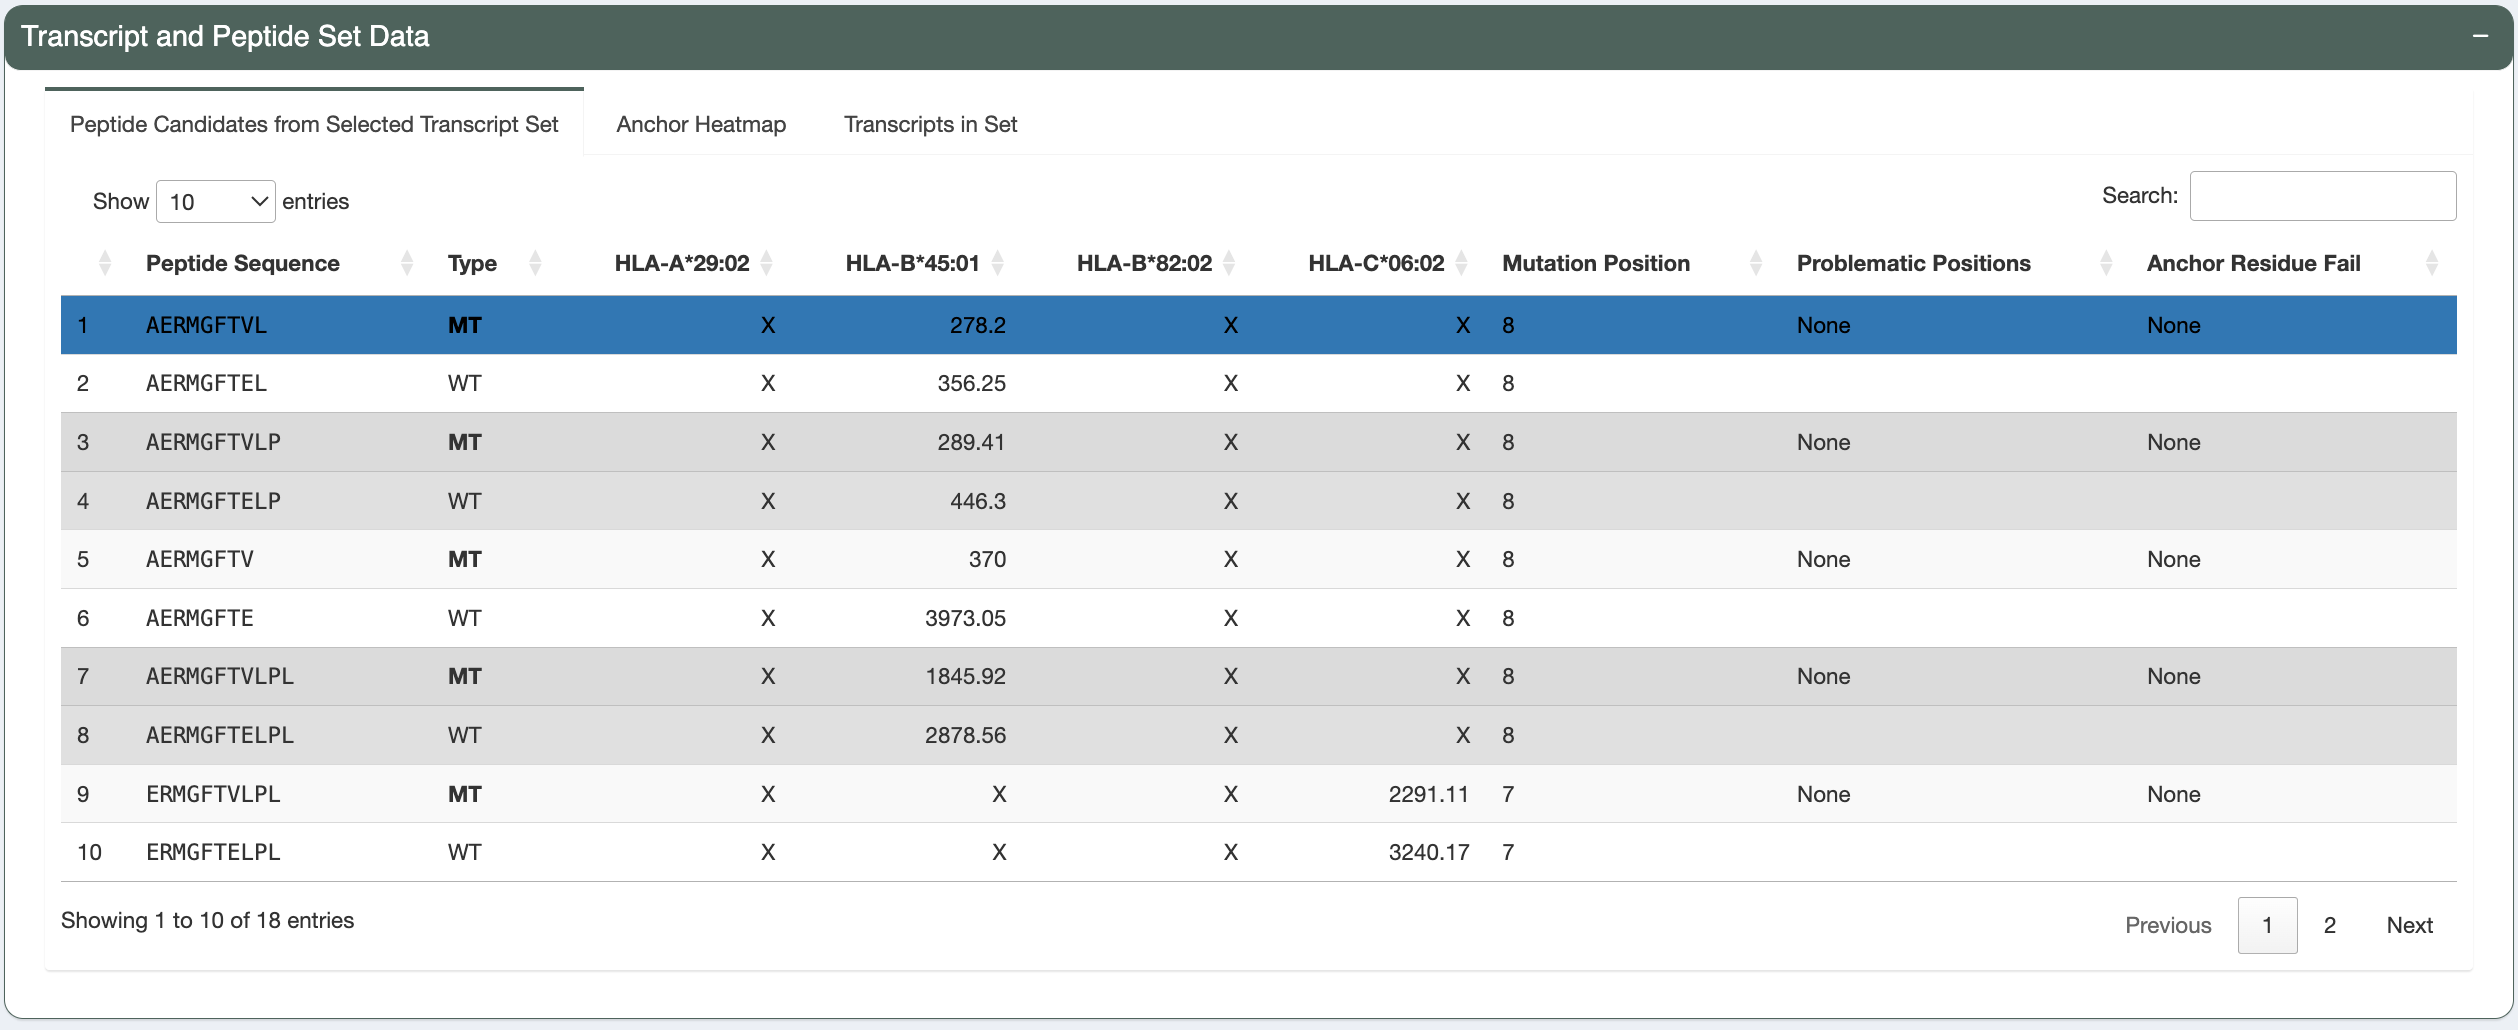 Transcript and Peptide Set Data
Peptide Candidates from Selected Transcript Set Anchor Heatmap Transcripts in Set
Show 10 entries Search:
Peptide Sequence Type HLA-A*29:02 HLA-B*45:01 HLA-B*82:02 HLA-C*06:02 Mutation Position Problematic Positions Anchor Residue Fail
1 AERMGFTVL MT X 278.2 X X 8 None None
2 AERMGFTEL WT X 356.25 X X 8
3 AERMGFTVLP MT X 289.41 X X 8 None None
4 AERMGFTELP WT X 446.3 X X 8
5 AERMGFTV MT X 370 X X 8 None None
6 AERMGFTE WT X 3973.05 X X 8
7 AERMGFTVLPL MT X 1845.92 X X 8 None None
8 AERMGFTELPL WT X 2878.56 X X 8
9 ERMGFTVLPL MT X X X 2291.11 7 None None
10 ERMGFTELPL WT X X X 3240.17 7
Showing 1 to 10 of 18 entries Previous 1 2 Next